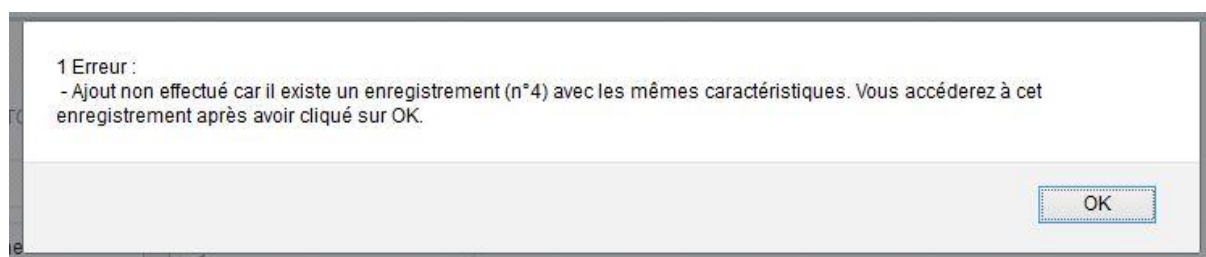 1 Erreur :
- Ajout non effectué car il existe un enregistrement (n°4) avec les mêmes caractéristiques. Vous accéderez à cet
enregistrement après avoir cliqué sur OK.
OK